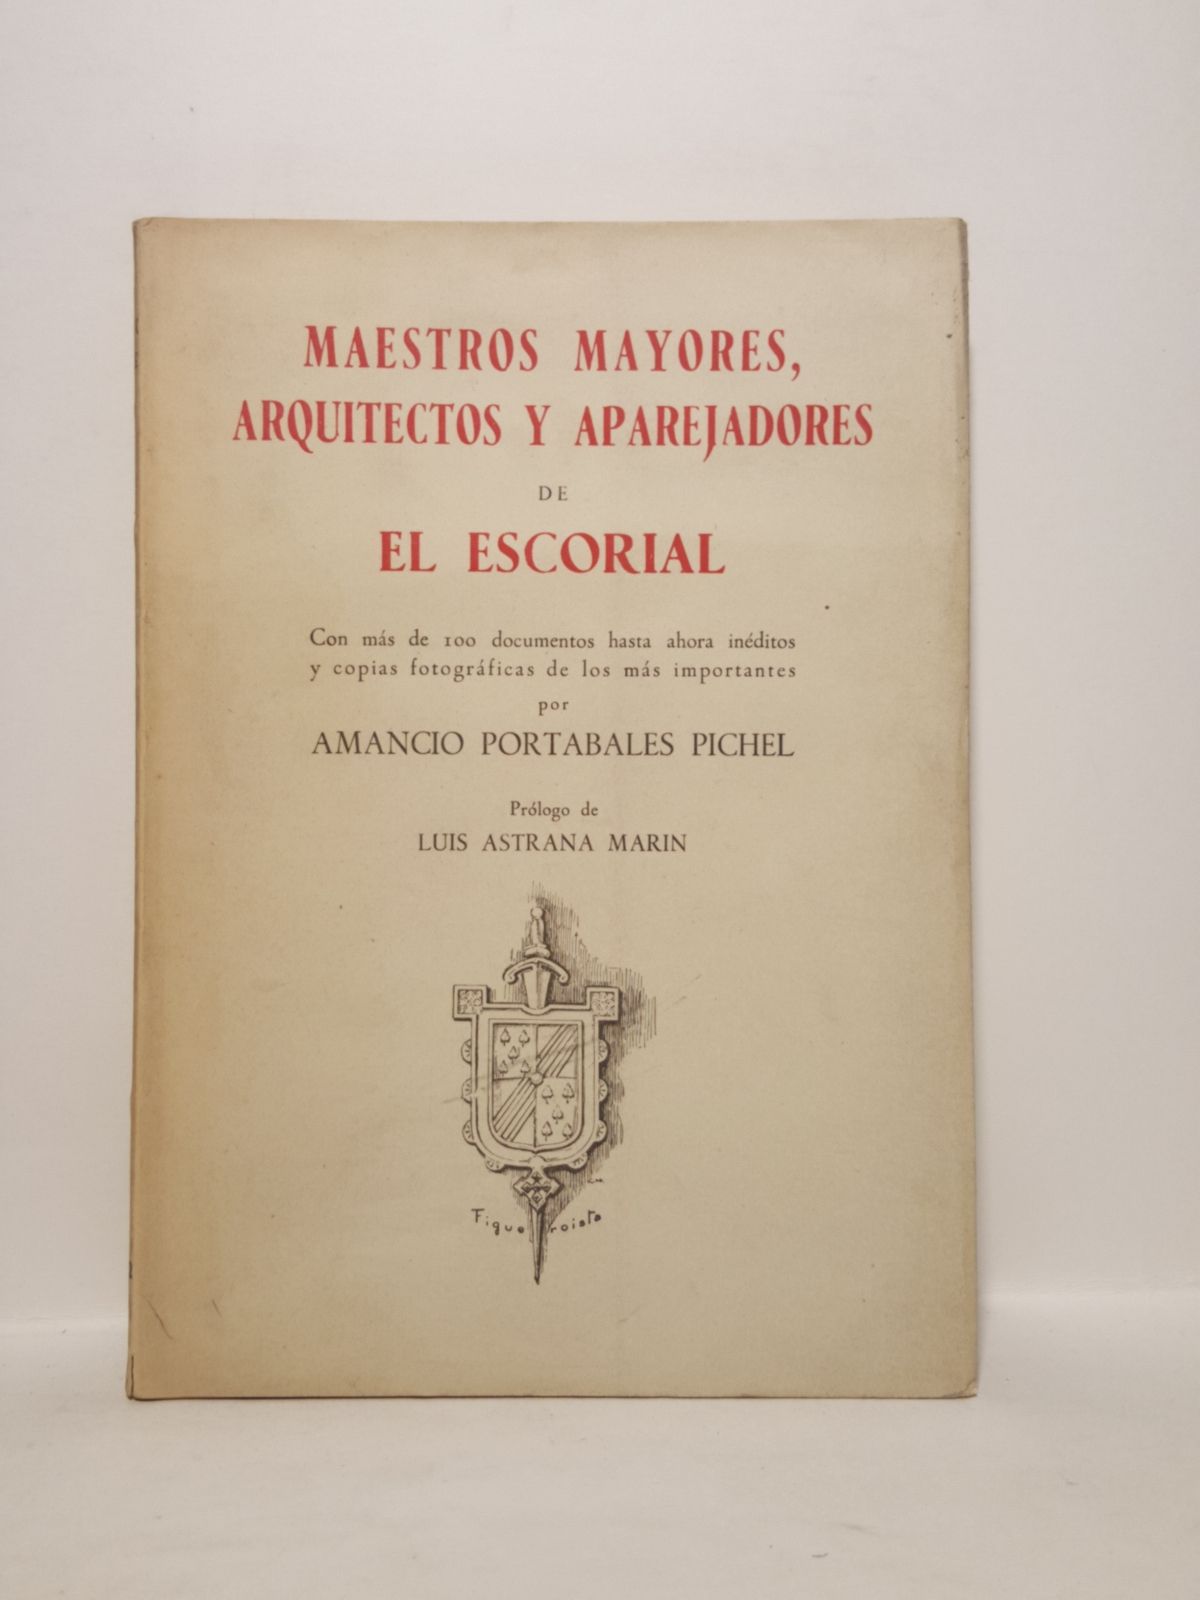 MAESTROS MAYORES,
ARQUITECTOS Y APAREJADORES
DE
EL ESCORIAL
Con más de 100 documentos hasta ahora inéditos
y copias fotográficas de los más importantes
por
AMANCIO PORTABALES PICHEL
Prólogo de
LUIS ASTRANA MARIN